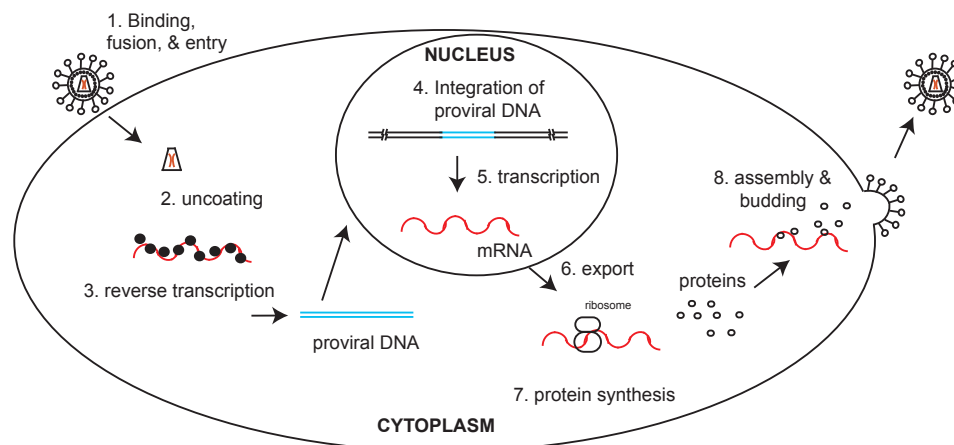 1. Binding,
fusion, & entry
NUCLEUS
4. Integration of
proviral DNA
5. transcription
mRNA
2. uncoating
3. reverse transcription
proviral DNA
6. export
ribosome
proteins
7. protein synthesis
8. assembly &
budding
CYTOPLASM